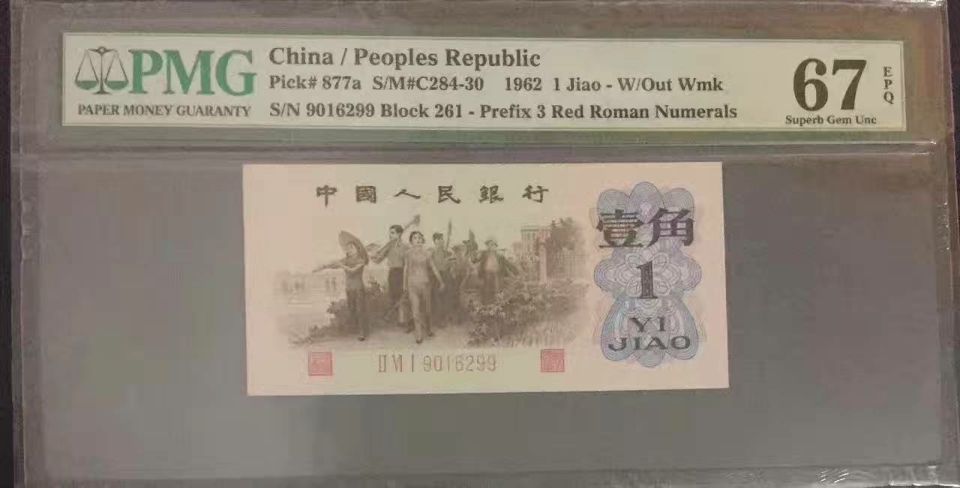 PMG
PAPER MONEY GUARANTY
China / Peoples Republic
Pick# 877a S/M#C284-30 1962 1 Jiao - W/Out Wmk
S/N 9016299 Block 261 - Prefix 3 Red Roman Numerals
67
EPQ
Superb Gem Unc
中國人民銀行
壹角
1
YI
JIAO
II VI I 9016299